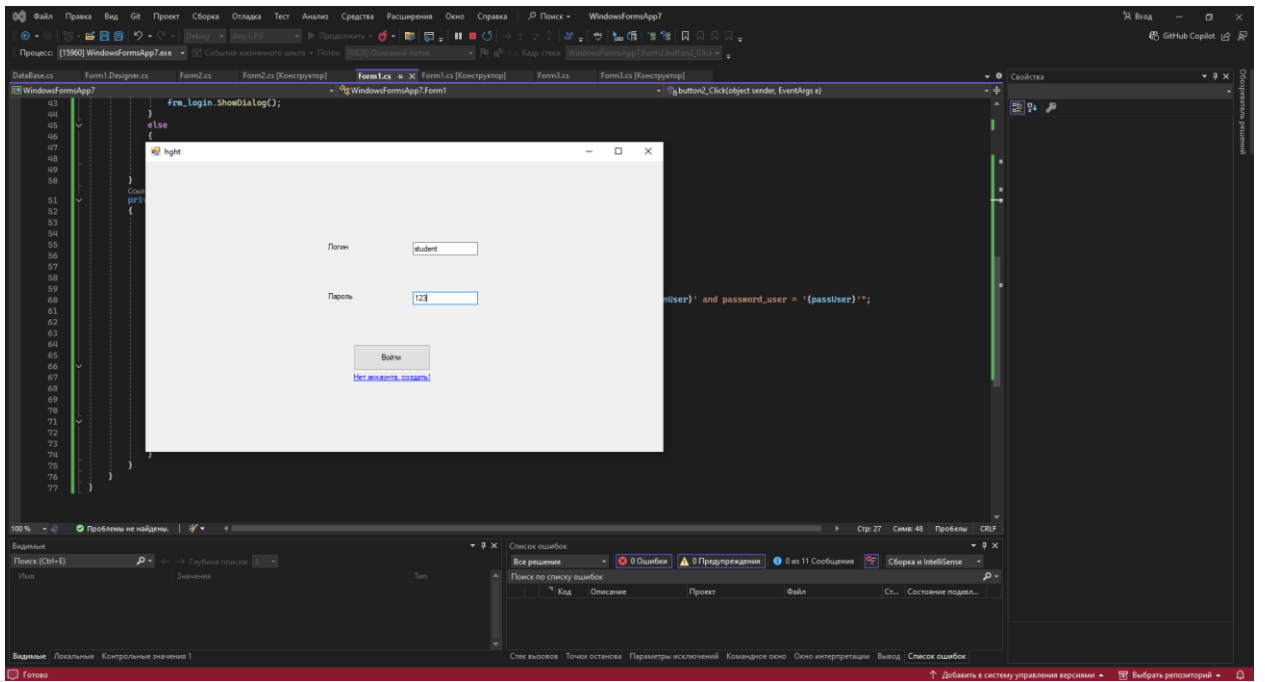 Файл Правка Вид Git Проект Сборка Отладка Тест Анализ Средства Расширения Окно Справка Поиск WindowsFormsApp7 Вход
Debug Any CPU Продолжить GitHub Copilot
Процесс: [15960] WindowsFormsApp7.exe События жизненного цикла Поток: [8828] Основной поток Кадр стека: WindowsFormsApp7.Form2.button2_Click
DataBase.cs Form1.Designer.cs Form2.cs Form2.cs [Конструктор] Form1.cs Form1.cs [Конструктор] Form3.cs Form3.cs [Конструктор] Свойства
WindowsFormsApp7 WindowsFormsApp7.Form1 button2_Click(object sender, EventArgs e)
Обозреватель решений
43 frm_login.ShowDialog();
44 }
45 else
46 {
47
48
49
50 }
51
52 {
53
54
55
56
57
58
59
60 nUser}' and password_user = '{passUser}'";
61
62
63
64
65
66
67
68
69
70
71
72
73
74 }
75 }
76 }
77 }
hght
Логин student
Пароль 123
Войти
Нет аккаунта, создать!
100 % Проблемы не найдены. Стр: 27 Симв: 48 Пробелы CRLF
Видимые
Поиск (Ctrl+E) Глубина поиска: 3
Имя Значение Тип
Список ошибок
Все решение 0 Ошибки 0 Предупреждения 0 из 11 Сообщения Сборка и IntelliSense
Поиск по списку ошибок
Код Описание Проект Файл Ст... Состояние подавл...
Видимые Локальные Контрольные значения 1
Стек вызовов Точки останова Параметры исключений Командное окно Окно интерпретации Вывод Список ошибок
Готово Добавить в систему управления версиями Выбрать репозиторий